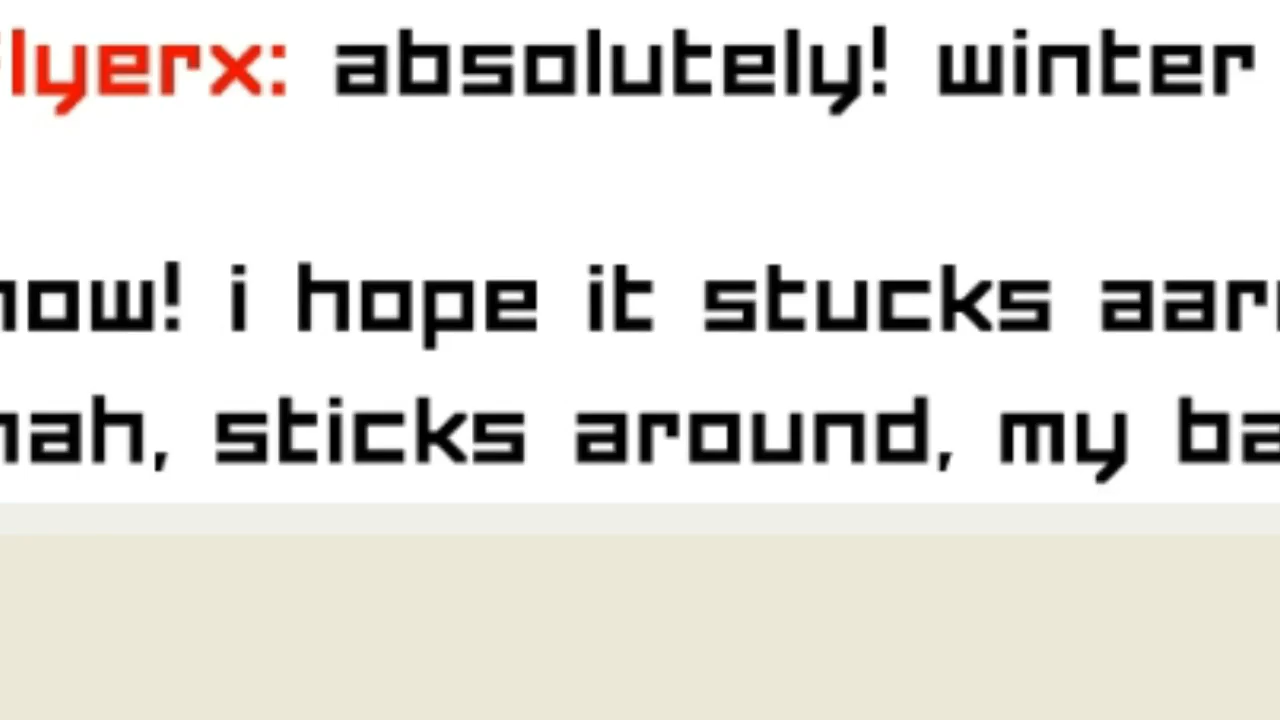 lyerx: absolutely! winter
now! i hope it stucks aar
nah, sticks around, my ba